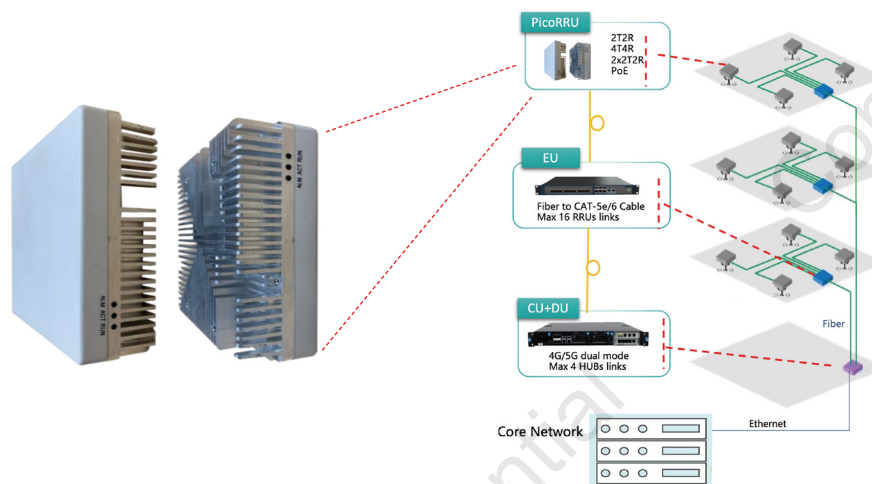 PicoRRU
2T2R
4T4R
2x2T2R
PoE
ALM ACT RUN
ALM ACT RUN
EU
Fiber to CAT-5e/6 Cable
Max 16 RRUs links
CU+DU
4G/5G dual mode
Max 4 HUBs links
Fiber
Ethernet
Core Network